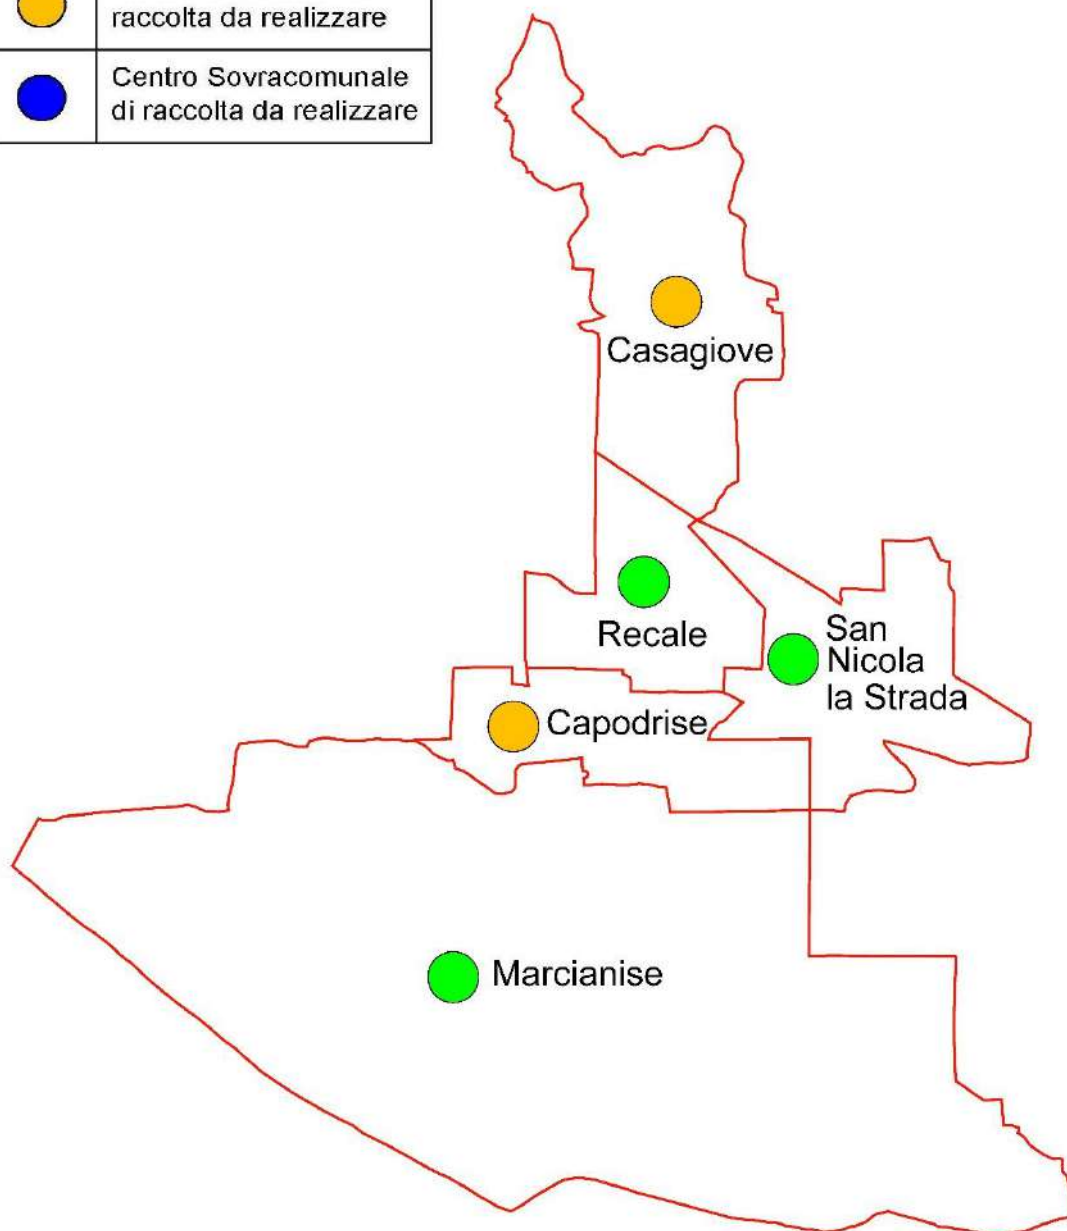 raccolta da realizzare
Centro Sovracomunale
di raccolta da realizzare
Casagiove
Recale
San
Nicola
la Strada
Capodrise
Marcianise